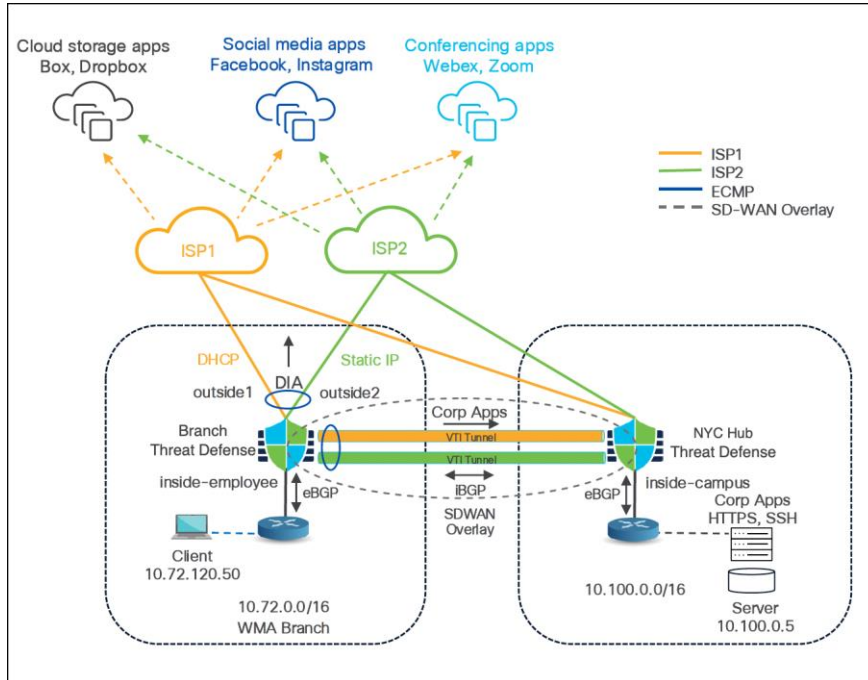 Cloud storage apps
Box, Dropbox
Social media apps
Facebook, Instagram
Conferencing apps
Webex, Zoom
ISP1
ISP2
ECMP
SD-WAN Overlay
ISP1
ISP2
DHCP
Static IP
DIA
outside1
outside2
Corp Apps
Branch
Threat Defense
VTI Tunnel
VTI Tunnel
NYC Hub
Threat Defense
inside-employee
eBGP
iBGP
eBGP
inside-campus
SDWAN
Overlay
Corp Apps
HTTPS, SSH
Client
10.72.120.50
10.72.0.0/16
WMA Branch
10.100.0.0/16
Server
10.100.0.5